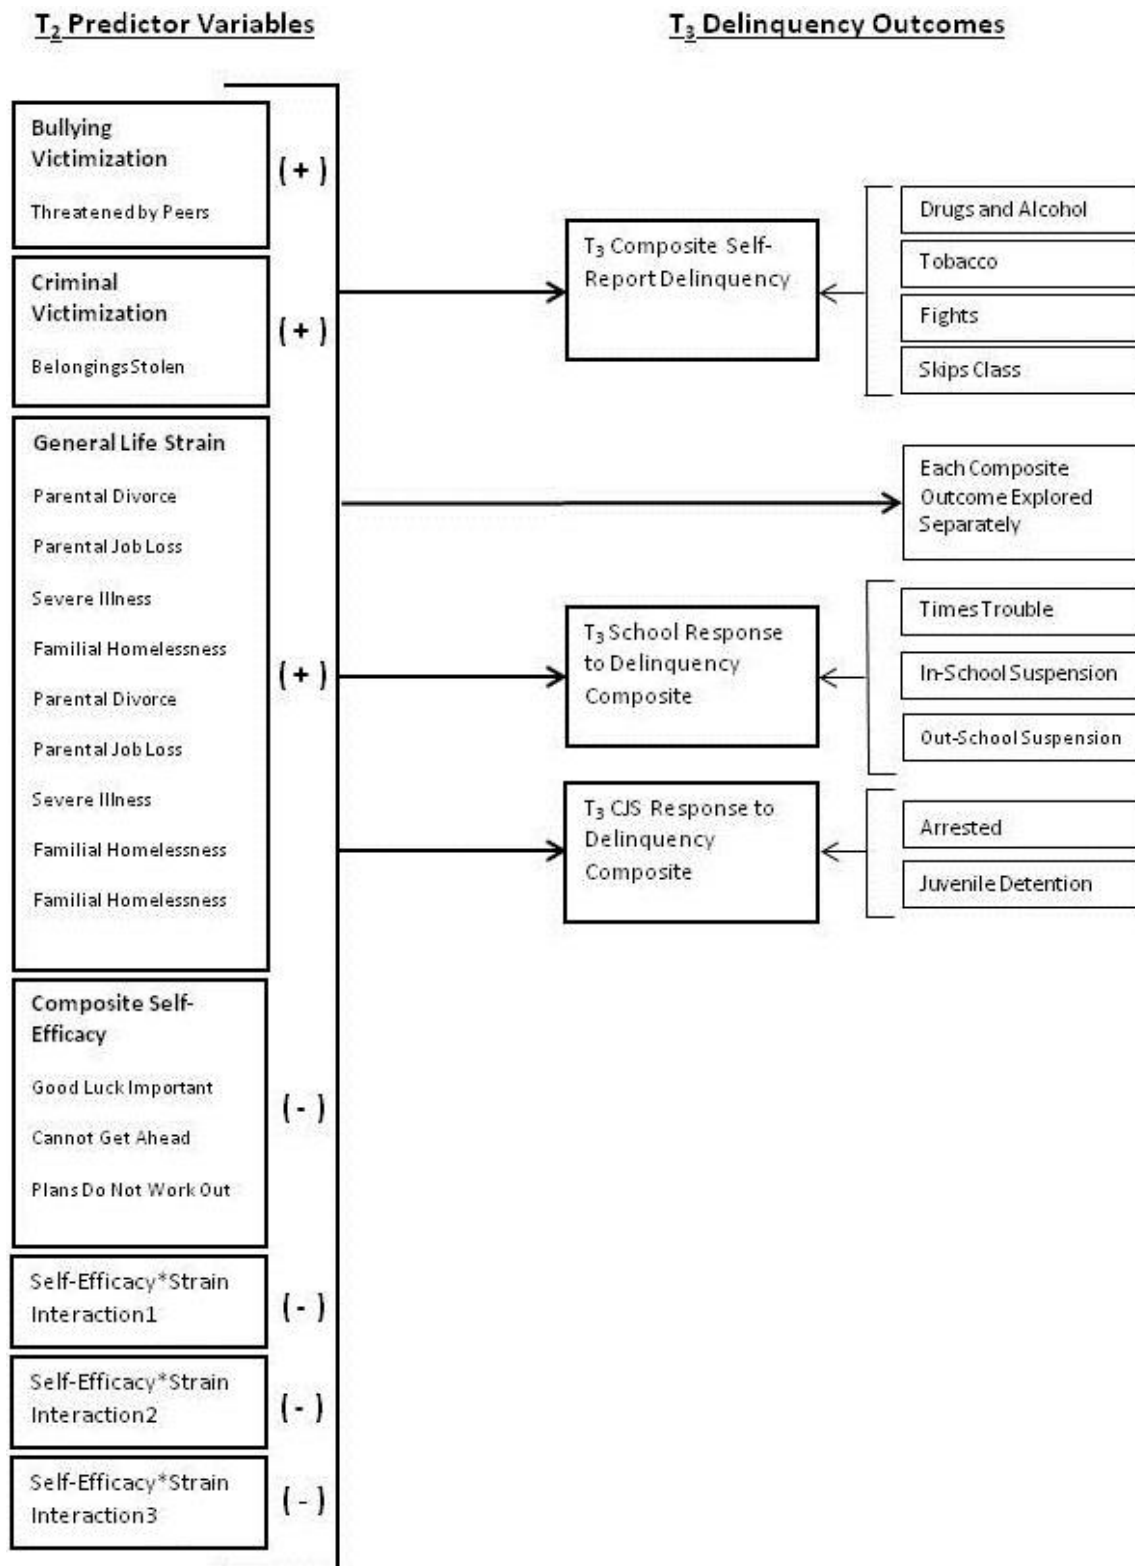 T2 Predictor Variables
T3 Delinquency Outcomes
Bullying
Victimization
Threatened by Peers
(+)
Criminal
Victimization
Belongings Stolen
(+)
General Life Strain
Parental Divorce
Parental Job Loss
Severe Illness
Familial Homelessness
Parental Divorce
Parental Job Loss
Severe Illness
Familial Homelessness
Familial Homelessness
(+)
Composite Self-
Efficacy
Good Luck Important
Cannot Get Ahead
Plans Do Not Work Out
(-)
Self-Efficacy*Strain
Interaction1
(-)
Self-Efficacy*Strain
Interaction2
(-)
Self-Efficacy*Strain
Interaction3
(-)
T3 Composite Self-
Report Delinquency
Drugs and Alcohol
Tobacco
Fights
Skips Class
Each Composite
Outcome Explored
Separately
T3 School Response
to Delinquency
Composite
Times Trouble
In-School Suspension
Out-School Suspension
T3 CJS Response to
Delinquency
Composite
Arrested
Juvenile Detention